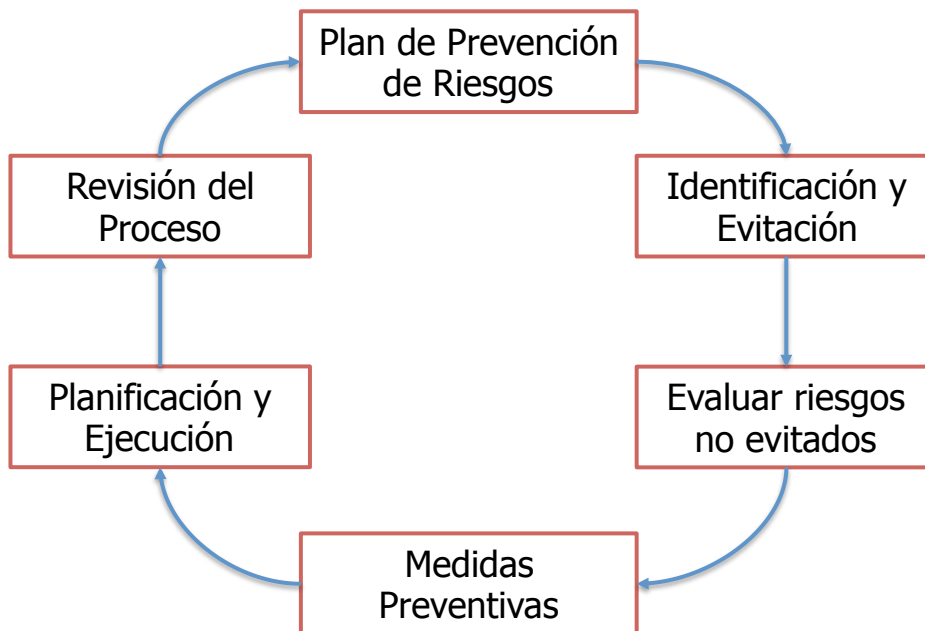 Plan de Prevención
de Riesgos
Identificación y
Evitación
Evaluar riesgos
no evitados
Medidas
Preventivas
Planificación y
Ejecución
Revisión del
Proceso